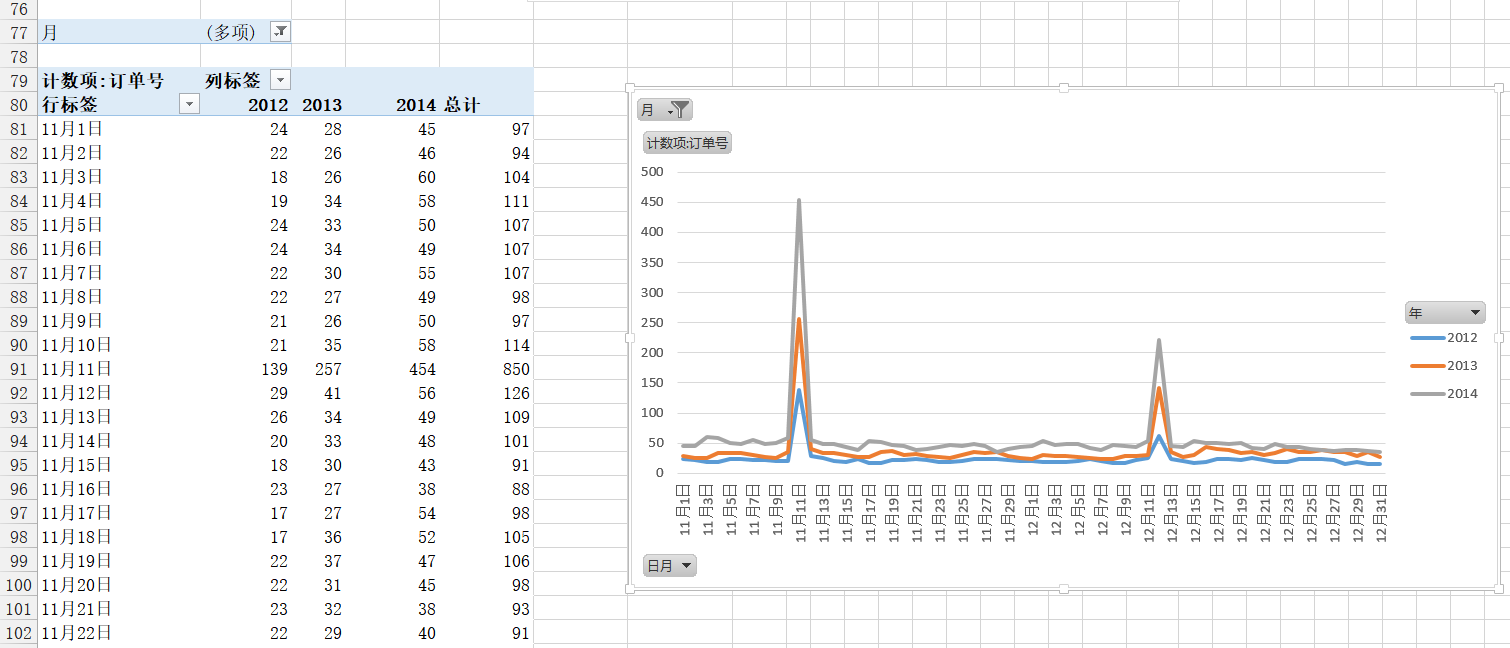 76
77 月 (多项)
78
79 计数项:订单号 列标签
80 行标签 2012 2013 2014 总计
81 11月1日 24 28 45 97
82 11月2日 22 26 46 94
83 11月3日 18 26 60 104
84 11月4日 19 34 58 111
85 11月5日 24 33 50 107
86 11月6日 24 34 49 107
87 11月7日 22 30 55 107
88 11月8日 22 27 49 98
89 11月9日 21 26 50 97
90 11月10日 21 35 58 114
91 11月11日 139 257 454 850
92 11月12日 29 41 56 126
93 11月13日 26 34 49 109
94 11月14日 20 33 48 101
95 11月15日 18 30 43 91
96 11月16日 23 27 38 88
97 11月17日 17 27 54 98
98 11月18日 17 36 52 105
99 11月19日 22 37 47 106
100 11月20日 22 31 45 98
101 11月21日 23 32 38 93
102 11月22日 22 29 40 91
月
计数项:订单号
500
450
400
350
300
250
200
150
100
50
0
11月1日
11月3日
11月5日
11月7日
11月9日
11月11日
11月13日
11月15日
11月17日
11月19日
11月21日
11月23日
11月25日
11月27日
11月29日
12月1日
12月3日
12月5日
12月7日
12月9日
12月11日
12月13日
12月15日
12月17日
12月19日
12月21日
12月23日
12月25日
12月27日
12月29日
12月31日
年
2012
2013
2014
日月